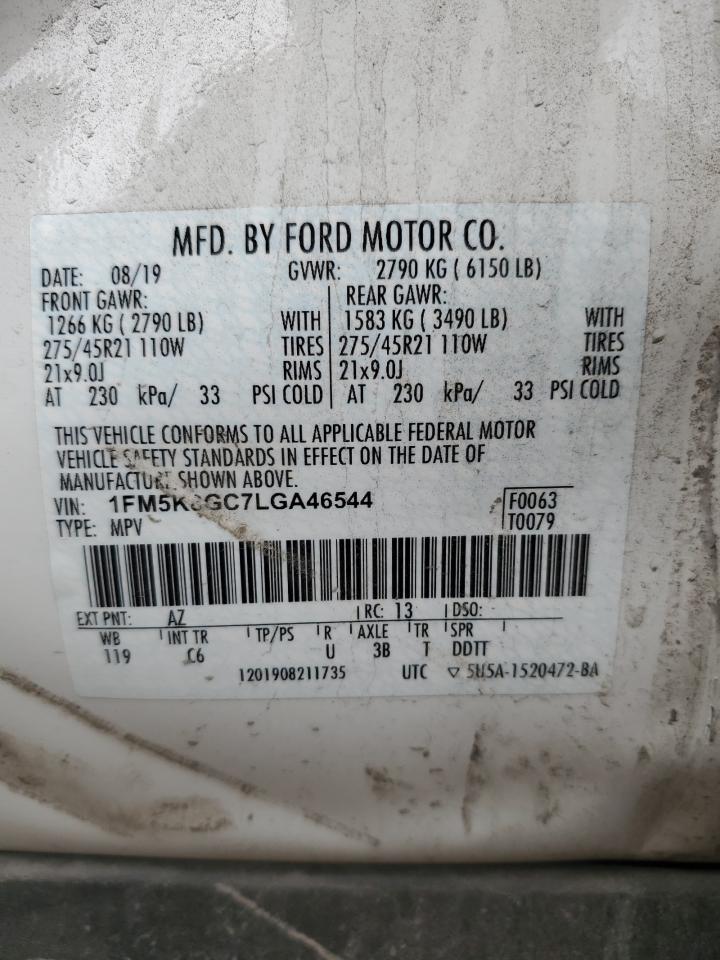 MFD. BY FORD MOTOR CO.
DATE: 08/19 GVWR: 2790 KG ( 6150 LB)
FRONT GAWR: REAR GAWR:
1266 KG ( 2790 LB) WITH 1583 KG ( 3490 LB) WITH
275/45R21 110W TIRES 275/45R21 110W TIRES
21x9.0J RIMS 21x9.0J RIMS
AT 230 kPa/ 33 PSI COLD AT 230 kPa/ 33 PSI COLD
THIS VEHICLE CONFORMS TO ALL APPLICABLE FEDERAL MOTOR
VEHICLE SAFETY STANDARDS IN EFFECT ON THE DATE OF
MANUFACTURE SHOWN ABOVE.
VIN: 1FM5K8GC7LGA46544 F0063
TYPE: MPV T0079
EXT PNT: AZ RC: 13 DSO:
WB INT TR TP/PS R AXLE TR SPR
119 C6 U 3B T DDTT
1201908211735 UTC ▽ 5U5A-1520472-BA